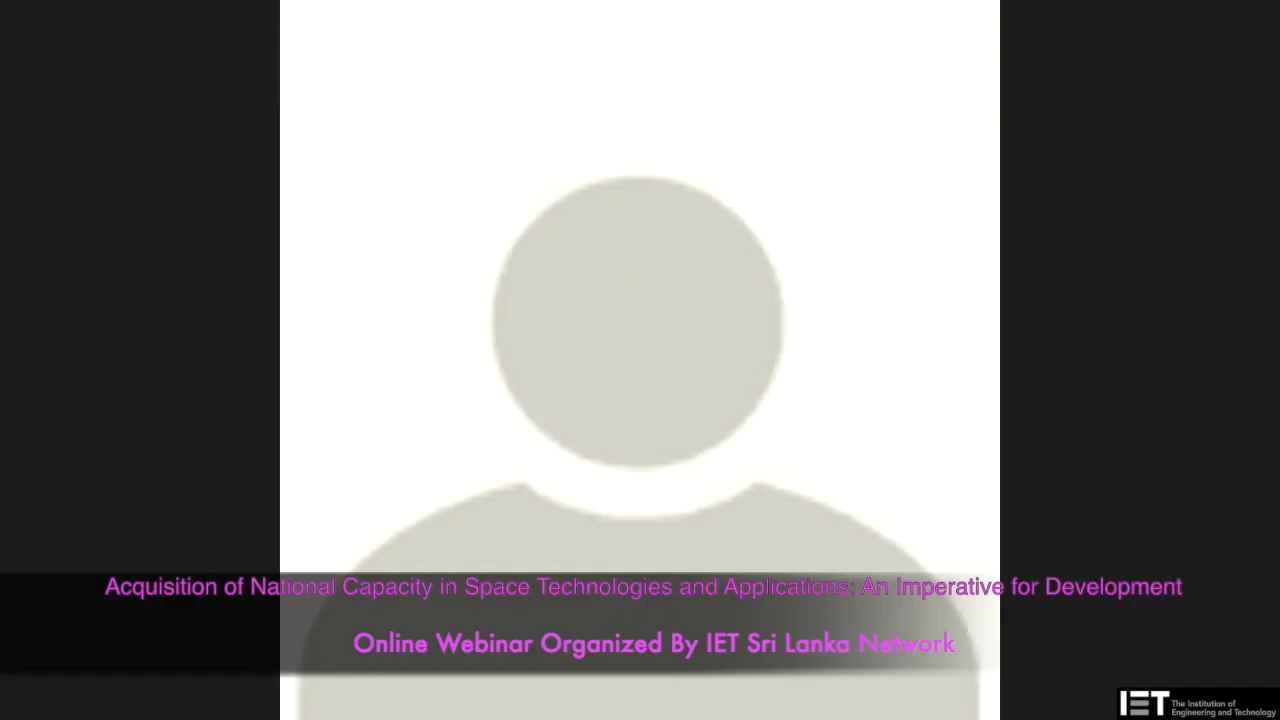 Acquisition of National Capacity in Space Technologies and Applications: An Imperative for Development
Online Webinar Organized By IET Sri Lanka Network
IET The Institution of
Engineering and Technology